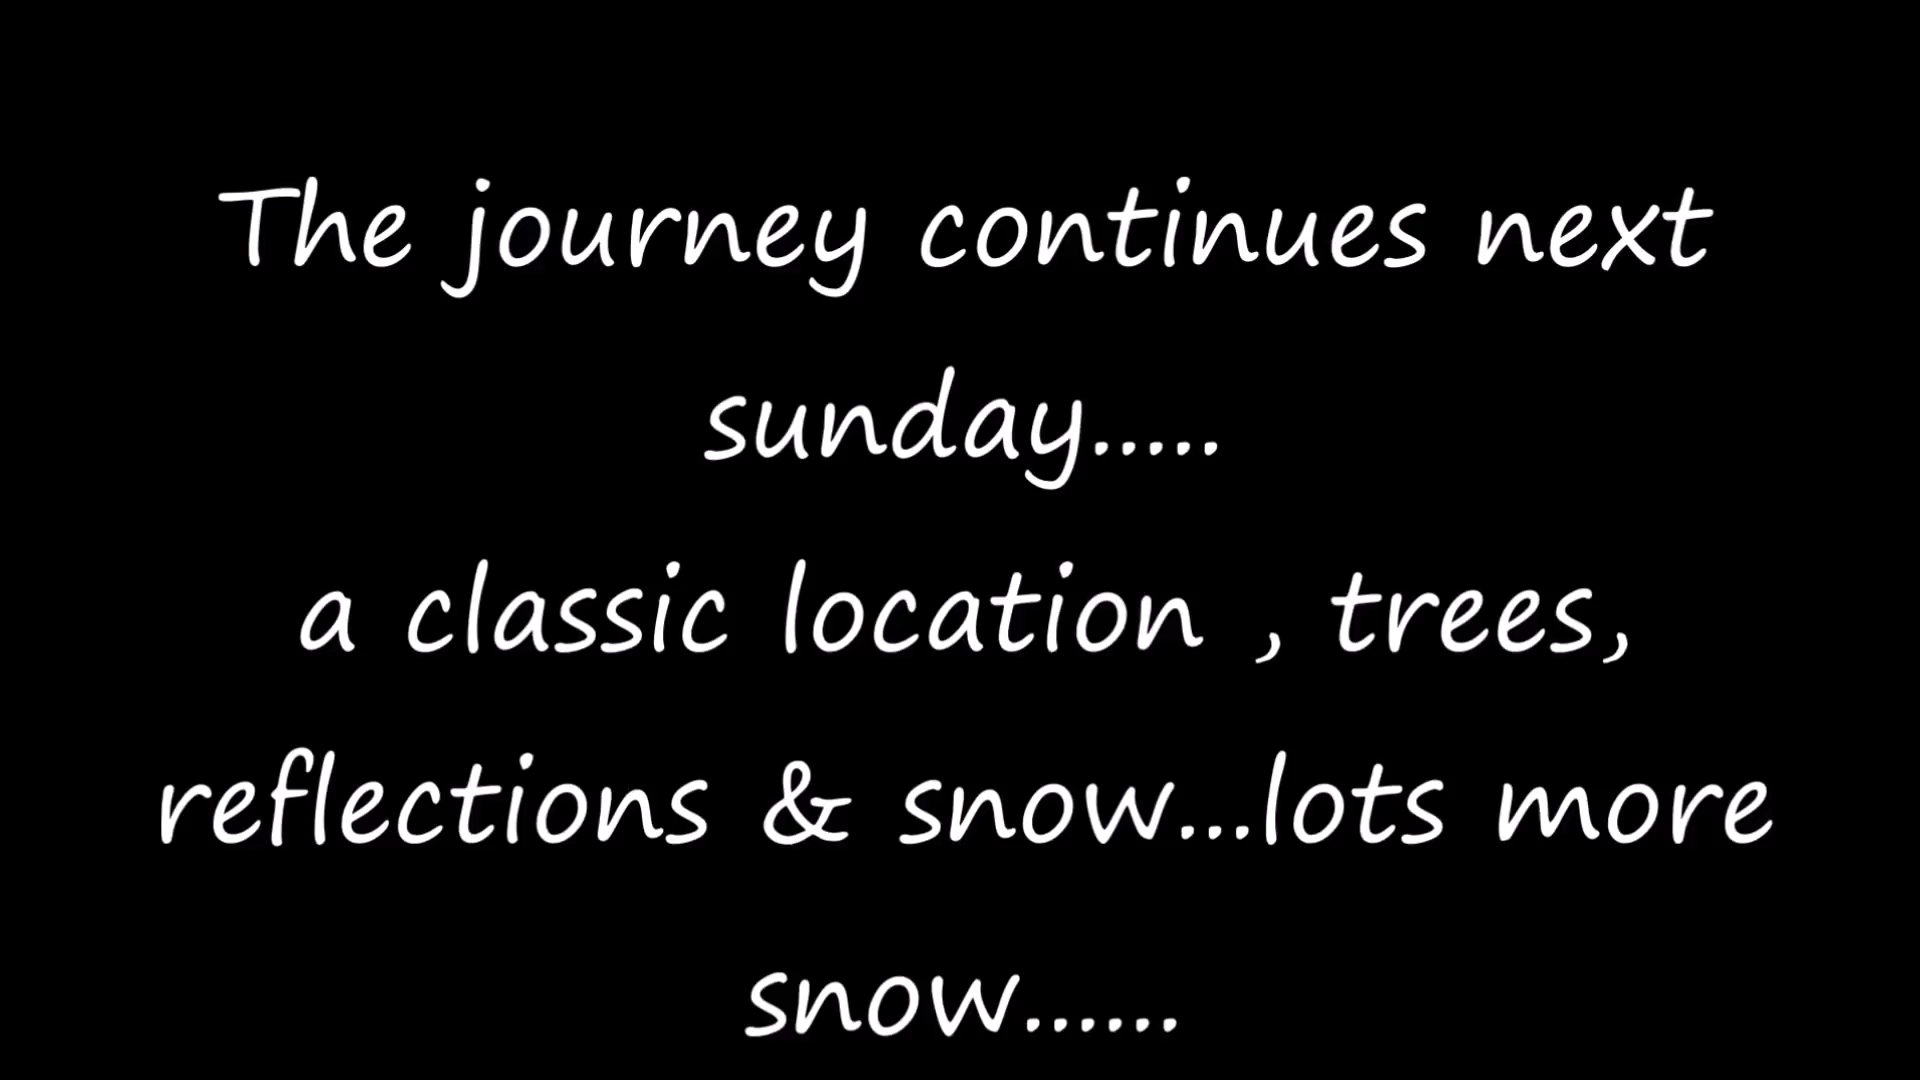 The journey continues next
sunday.....
a classic location , trees,
reflections & snow...lots more
snow......